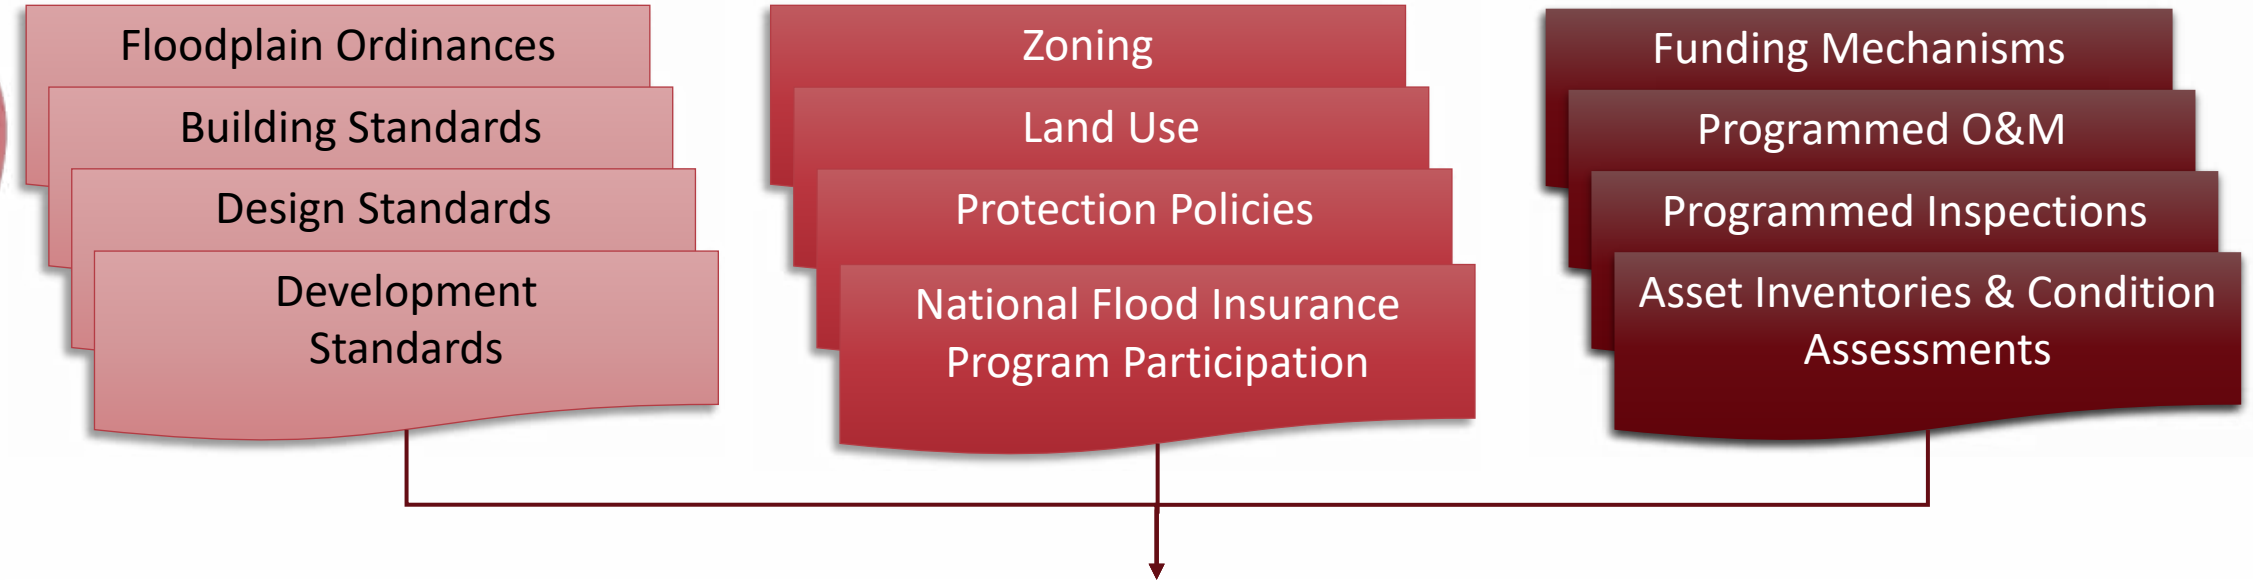 Floodplain Ordinances
Building Standards
Design Standards
Development
Standards
Zoning
Land Use
Protection Policies
National Flood Insurance
Program Participation
Funding Mechanisms
Programmed O&M
Programmed Inspections
Asset Inventories & Condition
Assessments